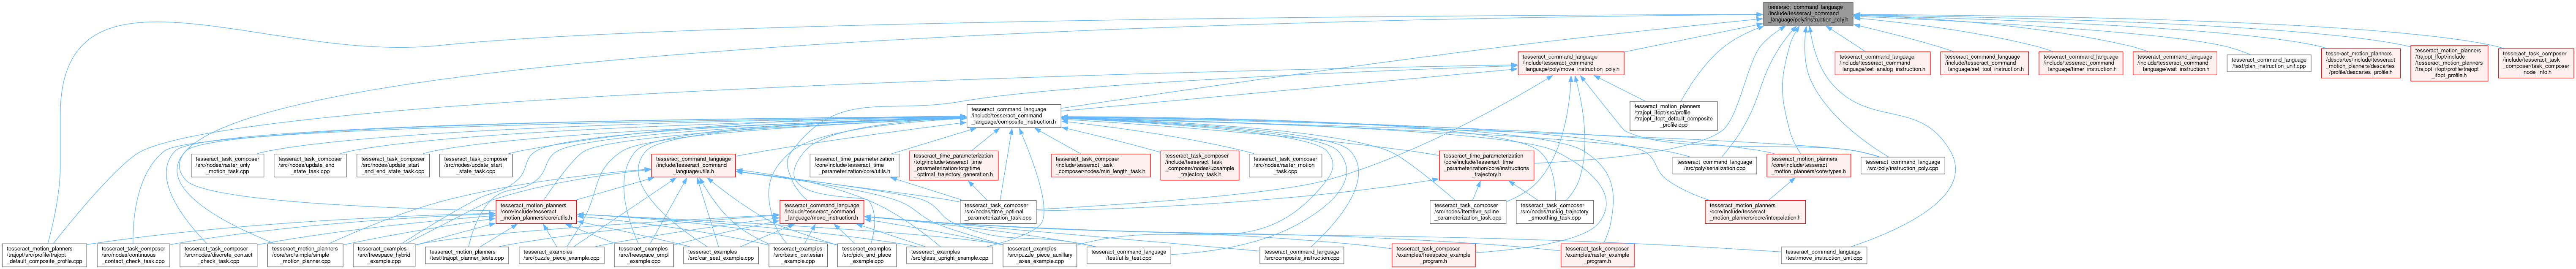 tesseract_command_language
/include/tesseract_command
_language/poly/instruction_poly.h
tesseract_command_language
/include/tesseract_command
_language/poly/move_instruction_poly.h
tesseract_command_language
/include/tesseract_command
_language/set_analog_instruction.h
tesseract_command_language
/include/tesseract_command
_language/set_tool_instruction.h
tesseract_command_language
/include/tesseract_command
_language/timer_instruction.h
tesseract_command_language
/include/tesseract_command
_language/wait_instruction.h
tesseract_command_language
/test/plan_instruction_unit.cpp
tesseract_motion_planners
/descartes/include/tesseract
_motion_planners/descartes
/profile/descartes_profile.h
tesseract_motion_planners
/trajopt_ifopt/include
/tesseract_motion_planners
/trajopt_ifopt/profile/trajopt
_ifopt_profile.h
tesseract_task_composer
/include/tesseract_task
_composer/task_composer
_node_info.h
tesseract_command_language
/include/tesseract_command
_language/composite_instruction.h
tesseract_motion_planners
/trajopt_ifopt/src/profile
/trajopt_ifopt_default_composite
_profile.cpp
tesseract_task_composer
/src/nodes/raster_only
_motion_task.cpp
tesseract_task_composer
/src/nodes/update_end
_state_task.cpp
tesseract_task_composer
/src/nodes/update_start
_and_end_state_task.cpp
tesseract_task_composer
/src/nodes/update_start
_state_task.cpp
tesseract_command_language
/include/tesseract_command
_language/utils.h
tesseract_time_parameterization
/core/include/tesseract_time
_parameterization/core/utils.h
tesseract_time_parameterization
/totg/include/tesseract_time
_parameterization/totg/time
_optimal_trajectory_generation.h
tesseract_task_composer
/include/tesseract_task
_composer/nodes/min_length_task.h
tesseract_task_composer
/include/tesseract_task
_composer/nodes/upsample
_trajectory_task.h
tesseract_task_composer
/src/nodes/raster_motion
_task.cpp
tesseract_time_parameterization
/core/include/tesseract_time
_parameterization/core/instructions
_trajectory.h
tesseract_command_language
/src/poly/serialization.cpp
tesseract_motion_planners
/core/include/tesseract
_motion_planners/core/types.h
tesseract_command_language
/src/poly/instruction_poly.cpp
tesseract_motion_planners
/core/include/tesseract
_motion_planners/core/utils.h
tesseract_command_language
/include/tesseract_command
_language/move_instruction.h
tesseract_task_composer
/src/nodes/time_optimal
_parameterization_task.cpp
tesseract_task_composer
/src/nodes/iterative_spline
_parameterization_task.cpp
tesseract_task_composer
/src/nodes/ruckig_trajectory
_smoothing_task.cpp
tesseract_motion_planners
/core/include/tesseract
_motion_planners/core/interpolation.h
tesseract_motion_planners
/trajopt/src/profile/trajopt
_default_composite_profile.cpp
tesseract_task_composer
/src/nodes/continuous
_contact_check_task.cpp
tesseract_task_composer
/src/nodes/discrete_contact
_check_task.cpp
tesseract_motion_planners
/core/src/simple/simple
_motion_planner.cpp
tesseract_examples
/src/freespace_hybrid
_example.cpp
tesseract_motion_planners
/test/trajopt_planner_tests.cpp
tesseract_examples
/src/puzzle_piece_example.cpp
tesseract_examples
/src/freespace_ompl
_example.cpp
tesseract_examples
/src/car_seat_example.cpp
tesseract_examples
/src/basic_cartesian
_example.cpp
tesseract_examples
/src/pick_and_place
_example.cpp
tesseract_examples
/src/glass_upright_example.cpp
tesseract_examples
/src/puzzle_piece_auxillary
_axes_example.cpp
tesseract_command_language
/test/utils_test.cpp
tesseract_command_language
/src/composite_instruction.cpp
tesseract_task_composer
/examples/freespace_example
_program.h
tesseract_task_composer
/examples/raster_example
_program.h
tesseract_command_language
/test/move_instruction_unit.cpp